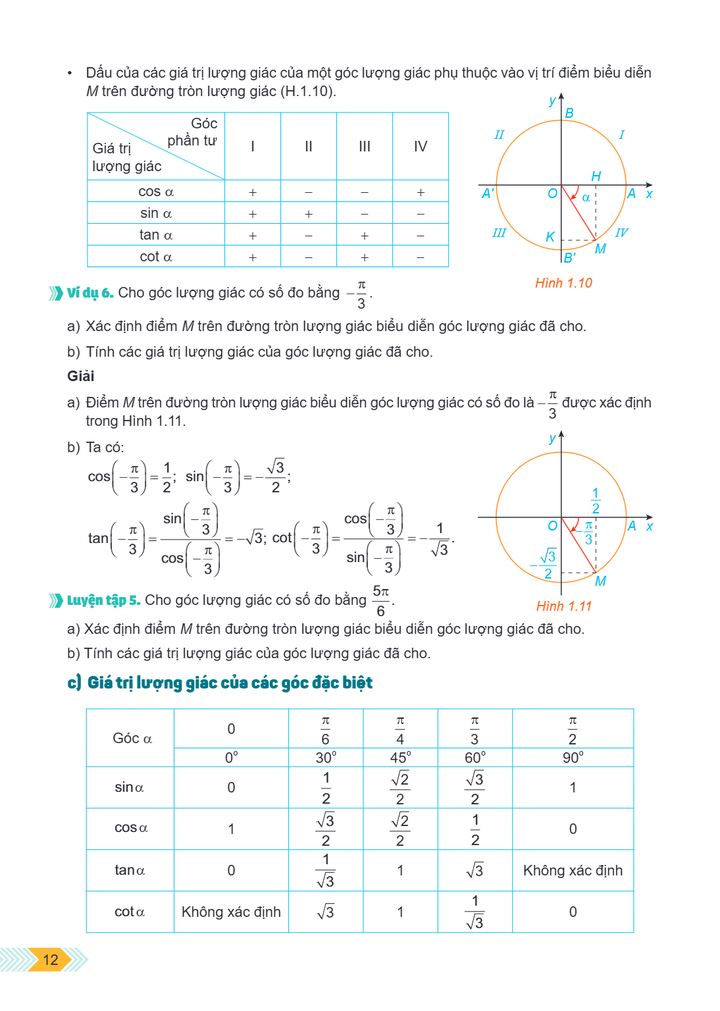 • Dấu của các giá trị lượng giác của một góc lượng giác phụ thuộc vào vị trí điểm biểu diễn
M trên đường tròn lượng giác (H.1.10).
Góc phần tư
Giá trị lượng giác
I II III IV
cos α + − − +
sin α + + − −
tan α + − + −
cot α + − + −
y
B
II I
H
A' O α A x
III K IV
M
B'
Hình 1.10
Ví dụ 6. Cho góc lượng giác có số đo bằng −π/3.
a) Xác định điểm M trên đường tròn lượng giác biểu diễn góc lượng giác đã cho.
b) Tính các giá trị lượng giác của góc lượng giác đã cho.
Giải
a) Điểm M trên đường tròn lượng giác biểu diễn góc lượng giác có số đo là −π/3 được xác định
trong Hình 1.11.
b) Ta có:
cos(−π/3) = 1/2; sin(−π/3) = −√3/2;
tan(−π/3) = sin(−π/3)/cos(−π/3) = −√3; cot(−π/3) = cos(−π/3)/sin(−π/3) = −1/√3.
y
1/2
O −π/3 A x
−√3/2
M
Hình 1.11
Luyện tập 5. Cho góc lượng giác có số đo bằng 5π/6.
a) Xác định điểm M trên đường tròn lượng giác biểu diễn góc lượng giác đã cho.
b) Tính các giá trị lượng giác của góc lượng giác đã cho.
c) Giá trị lượng giác của các góc đặc biệt
Góc α 0 π/6 π/4 π/3 π/2
0° 30° 45° 60° 90°
sin α 0 1/2 √2/2 √3/2 1
cos α 1 √3/2 √2/2 1/2 0
tan α 0 1/√3 1 √3 Không xác định
cot α Không xác định √3 1 1/√3 0
12